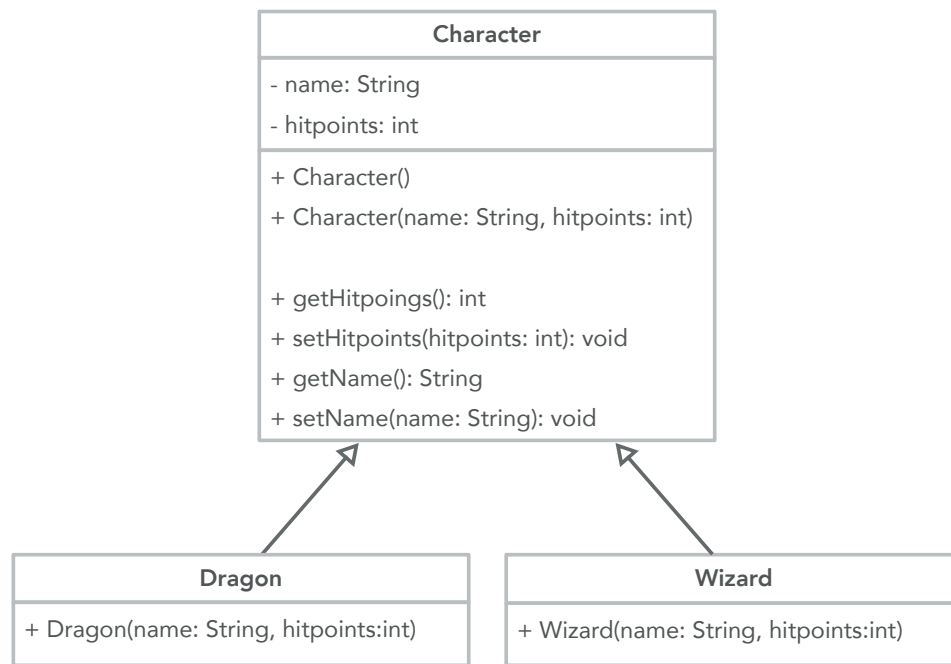 Character
- name: String
- hitpoints: int
+ Character()
+ Character(name: String, hitpoints: int)
+ getHitpoings(): int
+ setHitpoints(hitpoints: int): void
+ getName(): String
+ setName(name: String): void
Dragon
+ Dragon(name: String, hitpoints:int)
Wizard
+ Wizard(name: String, hitpoints:int)